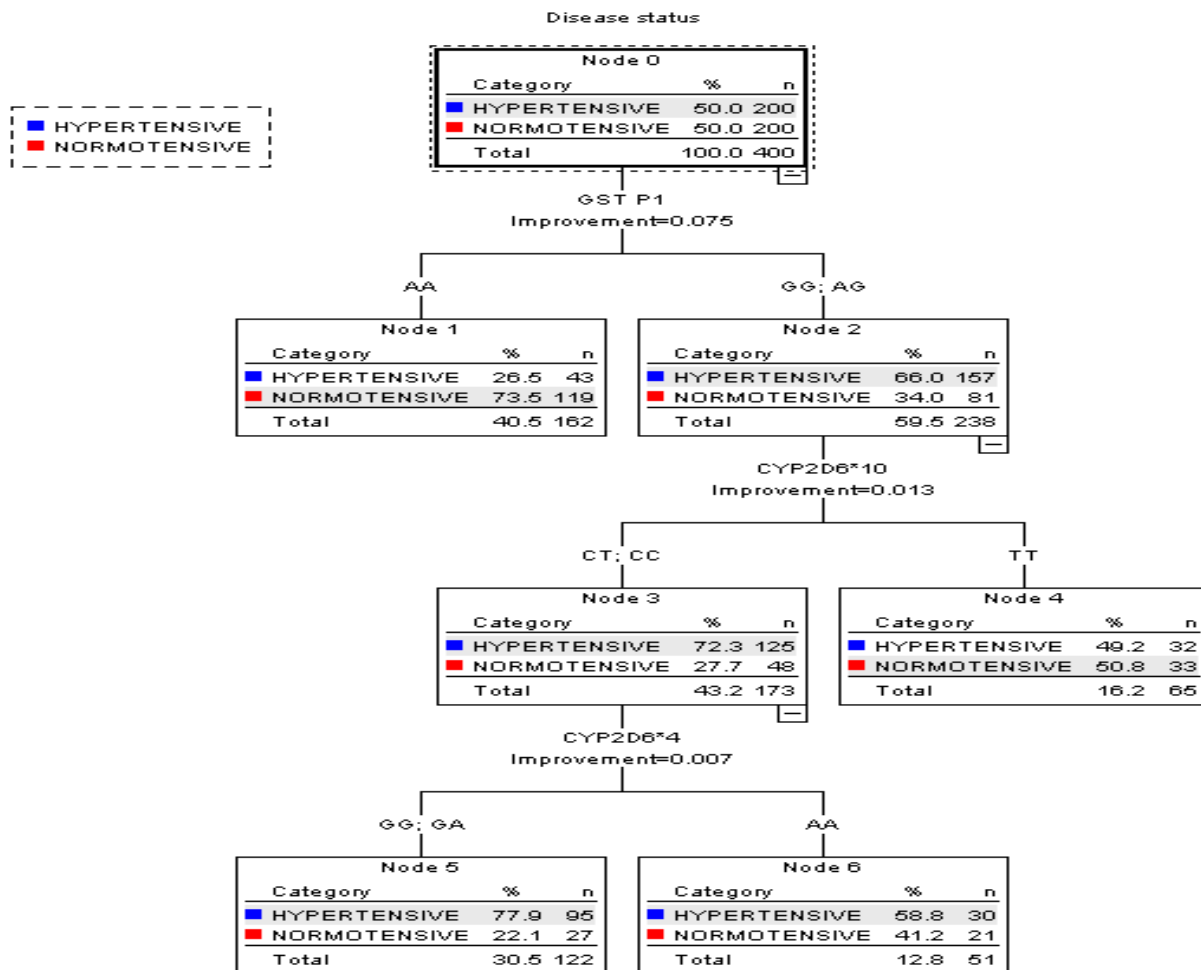 Disease status
HYPERTENSIVE
NORMOTENSIVE
Node 0
Category % n
HYPERTENSIVE 50.0 200
NORMOTENSIVE 50.0 200
Total 100.0 400
GST P1
Improvement=0.075
AA
GG; AG
Node 1
Category % n
HYPERTENSIVE 26.5 43
NORMOTENSIVE 73.5 119
Total 40.5 162
Node 2
Category % n
HYPERTENSIVE 66.0 157
NORMOTENSIVE 34.0 81
Total 59.5 238
CYP2D6*10
Improvement=0.013
CT; CC
TT
Node 3
Category % n
HYPERTENSIVE 72.3 125
NORMOTENSIVE 27.7 48
Total 43.2 173
Node 4
Category % n
HYPERTENSIVE 49.2 32
NORMOTENSIVE 50.8 33
Total 16.2 65
CYP2D6*4
Improvement=0.007
GG; GA
AA
Node 5
Category % n
HYPERTENSIVE 77.9 95
NORMOTENSIVE 22.1 27
Total 30.5 122
Node 6
Category % n
HYPERTENSIVE 58.8 30
NORMOTENSIVE 41.2 21
Total 12.8 51